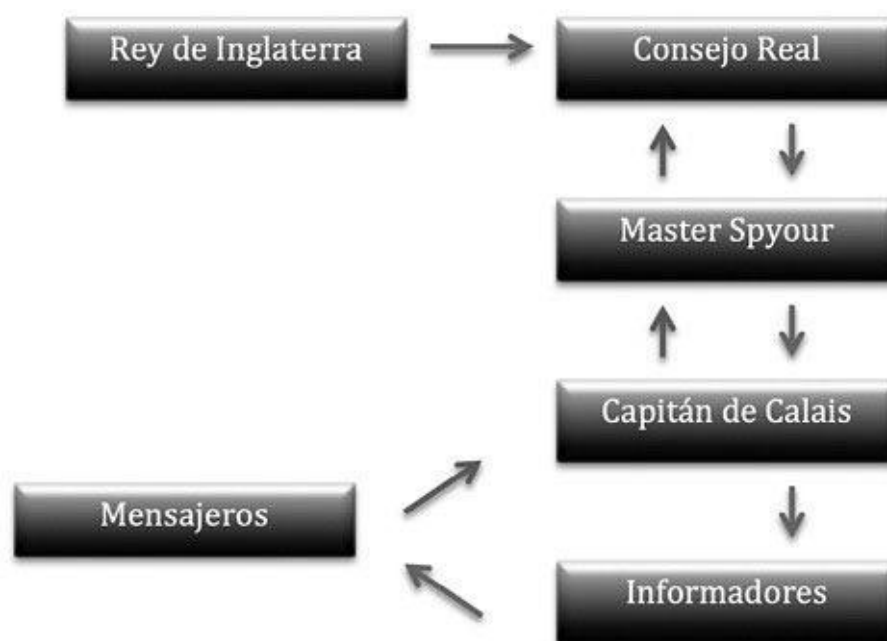 Rey de Inglaterra
Consejo Real
Master Spyour
Capitán de Calais
Mensajeros
Informadores